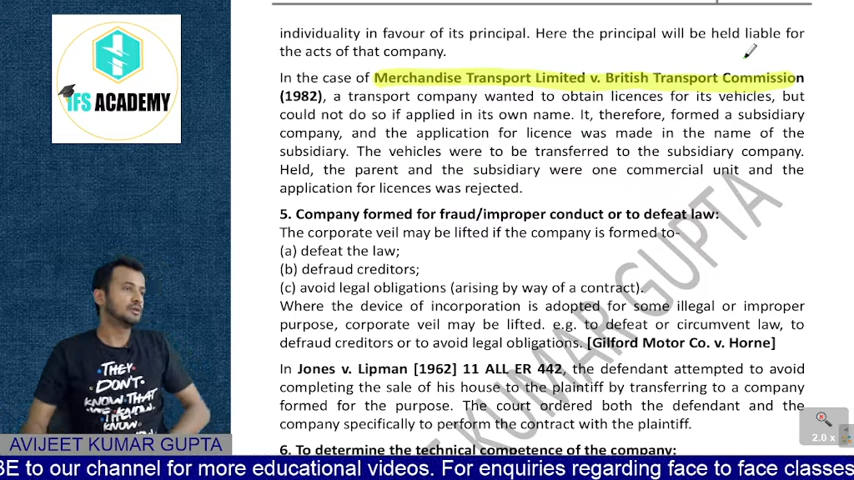 individuality in favour of its principal. Here the principal will be held liable for
the acts of that company.
In the case of Merchandise Transport Limited v. British Transport Commission
(1982), a transport company wanted to obtain licences for its vehicles, but
could not do so if applied in its own name. It, therefore, formed a subsidiary
company, and the application for licence was made in the name of the
subsidiary. The vehicles were to be transferred to the subsidiary company.
Held, the parent and the subsidiary were one commercial unit and the
application for licences was rejected.
5. Company formed for fraud/improper conduct or to defeat law:
The corporate veil may be lifted if the company is formed to-
(a) defeat the law;
(b) defraud creditors;
(c) avoid legal obligations (arising by way of a contract).
Where the device of incorporation is adopted for some illegal or improper
purpose, corporate veil may be lifted. e.g. to defeat or circumvent law, to
defraud creditors or to avoid legal obligations. [Gilford Motor Co. v. Horne]
In Jones v. Lipman [1962] 11 ALL ER 442, the defendant attempted to avoid
completing the sale of his house to the plaintiff by transferring to a company
formed for the purpose. The court ordered both the defendant and the
company specifically to perform the contract with the plaintiff.
6. To determine the technical competence of the company:
KUMAR GUPTA
2.0 x
IFS ACADEMY
THEY
DON'T
KNOW THAT
WE KNOW
THEY KNOW
AVIJEET KUMAR GUPTA
BE to our channel for more educational videos. For enquiries regarding face to face classes